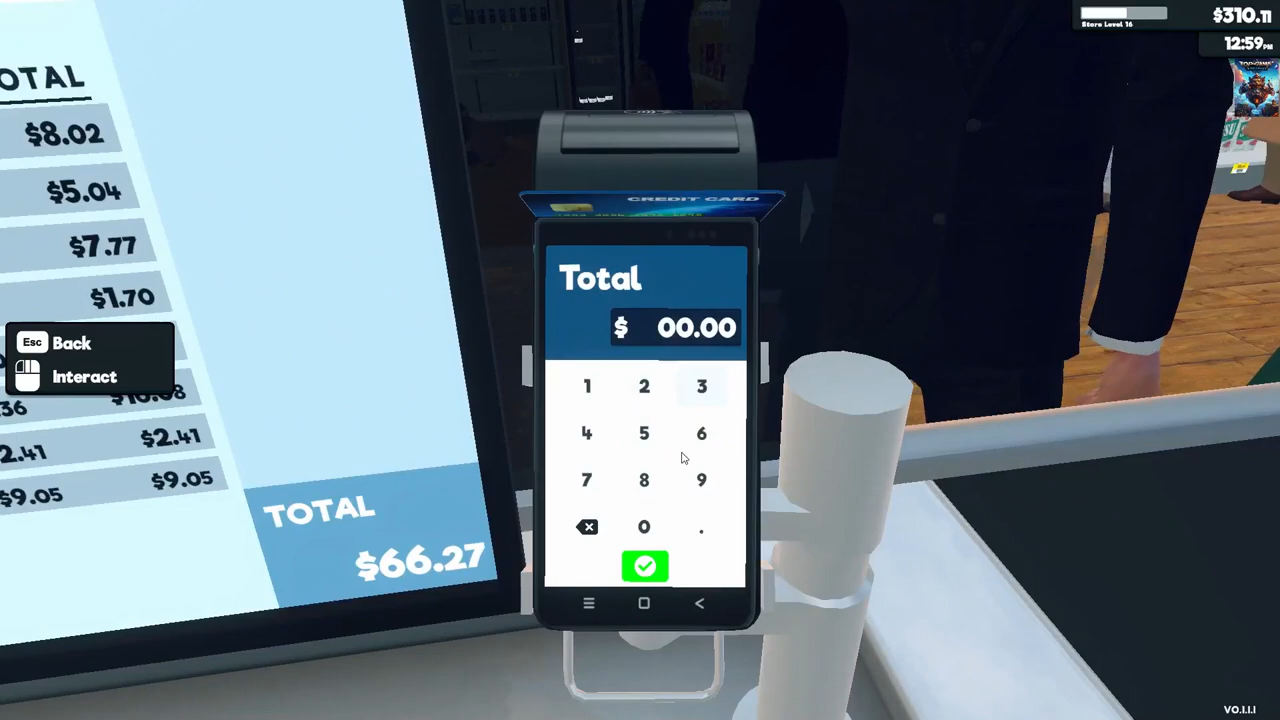 Store Level 16
$310.11
12:59PM
OTAL
$8.02
$5.04
$7.77
$1.70
Esc Back
Interact
36
$10.08
2.41
$2.41
$9.05
$9.05
TOTAL
$66.27
CREDIT CARD
Total
$ 00.00
1 2 3
4 5 6
7 8 9
0 .
V0.1.1.1